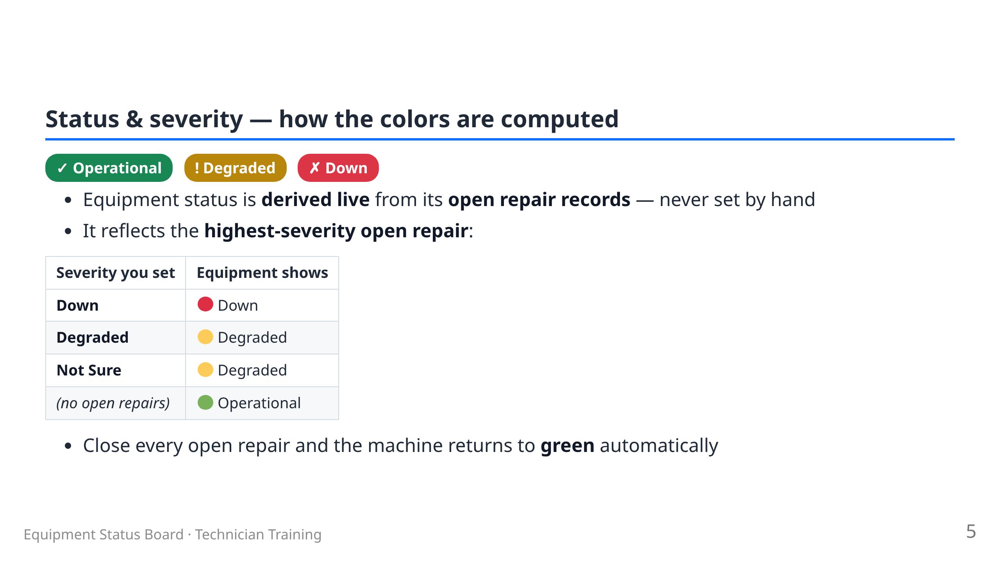 Status & severity — how the colors are computed
✓ Operational ! Degraded ✗ Down
• Equipment status is derived live from its open repair records — never set by hand
• It reflects the highest-severity open repair:
Severity you set Equipment shows
Down Down
Degraded Degraded
Not Sure Degraded
(no open repairs) Operational
• Close every open repair and the machine returns to green automatically
Equipment Status Board · Technician Training
5